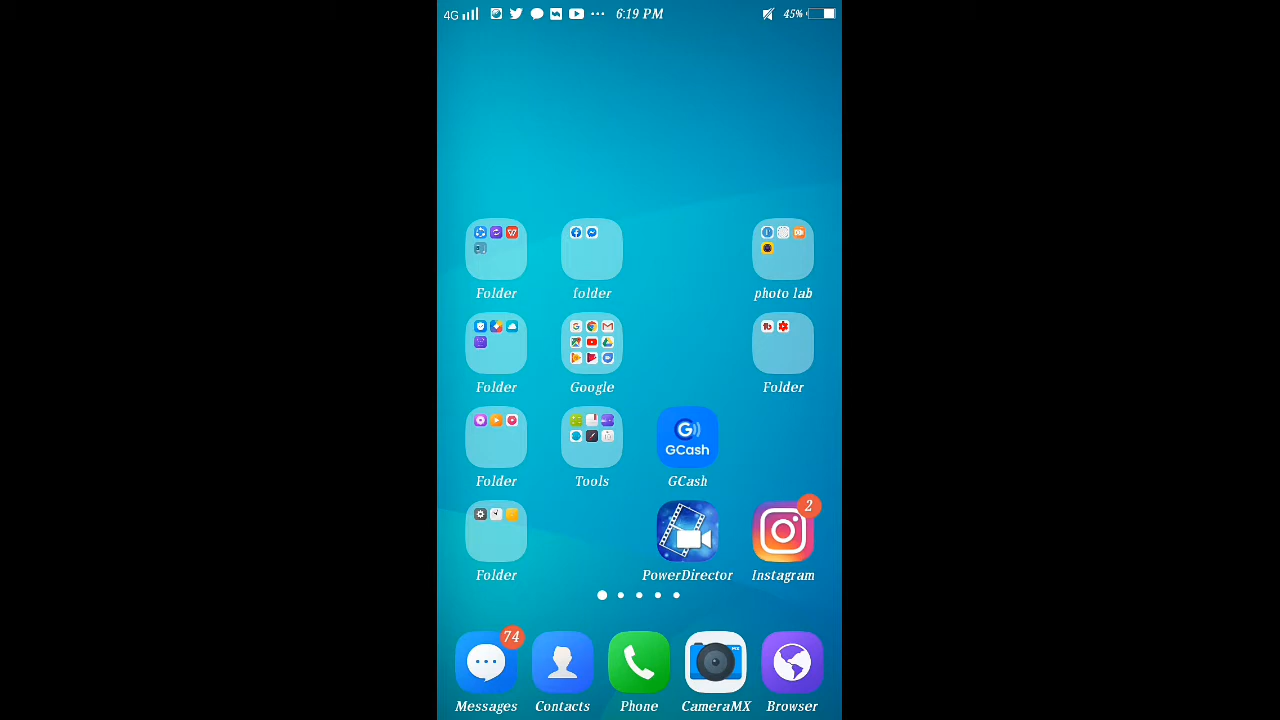 4G 6:19 PM 45%
Folder folder photo lab
Folder Google Folder
G
GCash
Folder Tools GCash
2
Folder PowerDirector Instagram
74
Messages Contacts Phone CameraMX Browser